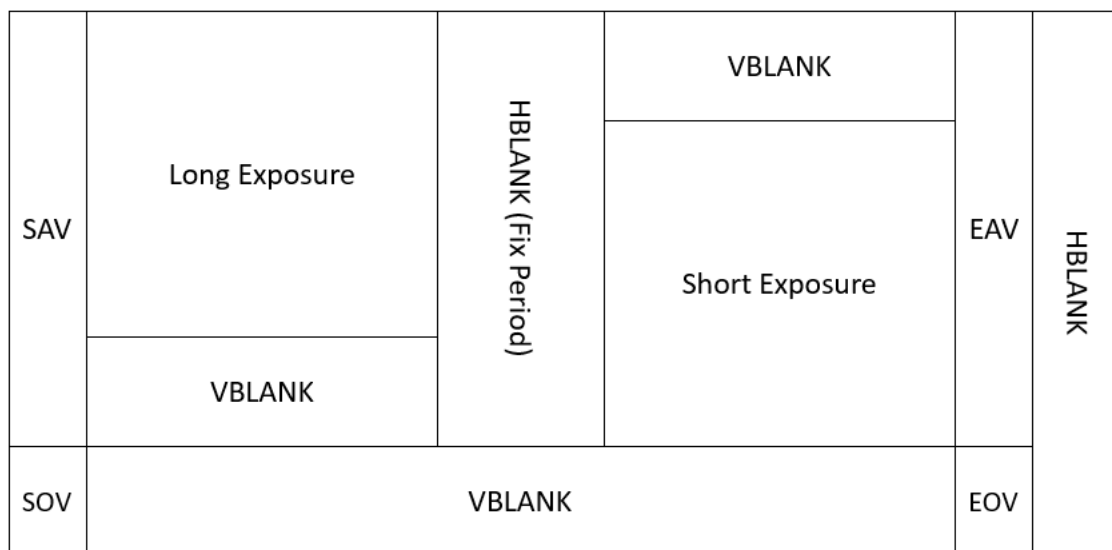 SAV
Long Exposure
VBLANK
HBLANK (Fix Period)
VBLANK
Short Exposure
EAV
HBLANK
SOV
VBLANK
EOV